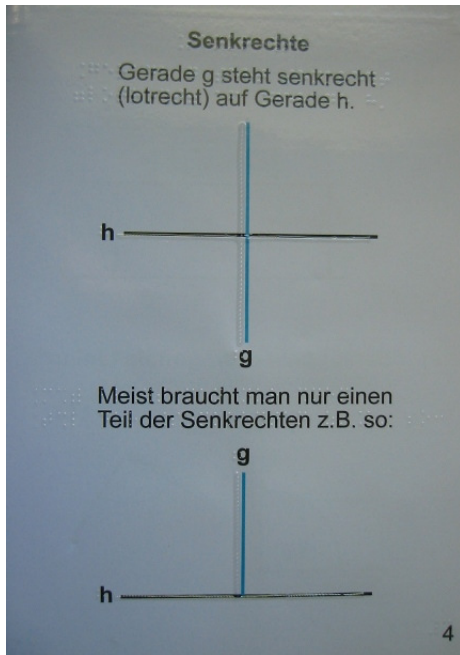 Senkrechte
Gerade g steht senkrecht
(lotrecht) auf Gerade h.
h
g
Meist braucht man nur einen
Teil der Senkrechten z.B. so:
g
h
4